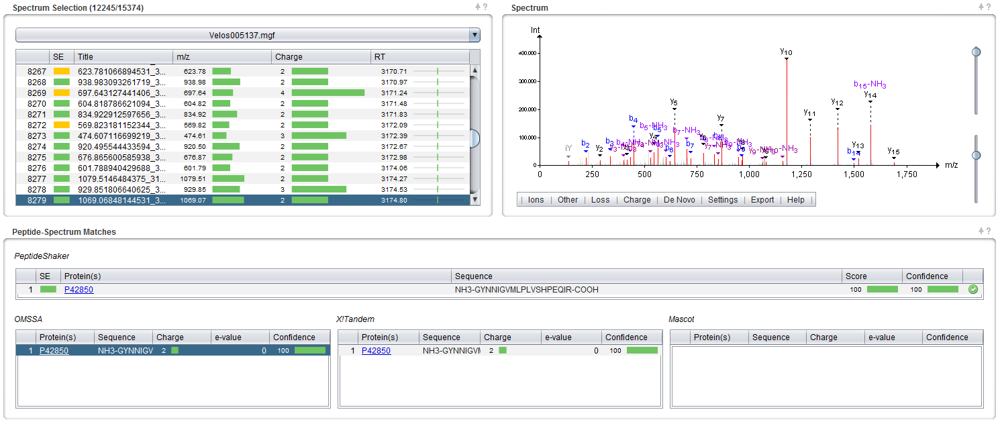 Spectrum Selection (12245/15374)
?
Velos005137.mgf
SE Title m/z Charge RT
8267 623.781066894531_3... 623.78 2 3170.71
8268 938.983093261719_3... 938.98 2 3170.97
8269 697.643127441406_3... 697.64 4 3171.24
8270 604.818786621094_3... 604.82 2 3171.48
8271 834.922912597656_3... 834.92 2 3171.83
8272 569.823181152344_3... 569.82 2 3172.09
8273 474.607116699219_3... 474.61 3 3172.39
8274 920.495544433594_3... 920.50 2 3172.67
8275 676.865600585938_3... 676.87 2 3172.98
8276 601.788940429688_3... 601.79 2 3174.06
8277 1079.5146484375_31... 1079.51 2 3174.27
8278 929.851806640625_3... 929.85 3 3174.53
8279 1069.06848144531_3... 1069.07 2 3174.80
Spectrum
?
Int
400.000
300.000
200.000
100.000
0
y10
b15-NH3
y14
y12
y11
y5
y7
b4
b5-NH3
b5
b7-NH3
iY
b2
y2
b3
b6
b7
y13
b14
y15
0 250 500 750 1,000 1,250 1,500 1,750 m/z
Ions | Other | Loss | Charge | De Novo | Settings | Export | Help
Peptide-Spectrum Matches
?
PeptideShaker
SE Protein(s) Sequence Score Confidence
1 P42850 NH3-GYNNIGVMLPLVSHPEQIR-COOH 100 100
OMSSA
Protein(s) Sequence Charge e-value Confidence
1 P42850 NH3-GYNNIGV 2 0 100
X!Tandem
Protein(s) Sequence Charge e-value Confidence
1 P42850 NH3-GYNNIGVM 2 0 100
Mascot
Protein(s) Sequence Charge e-value Confidence